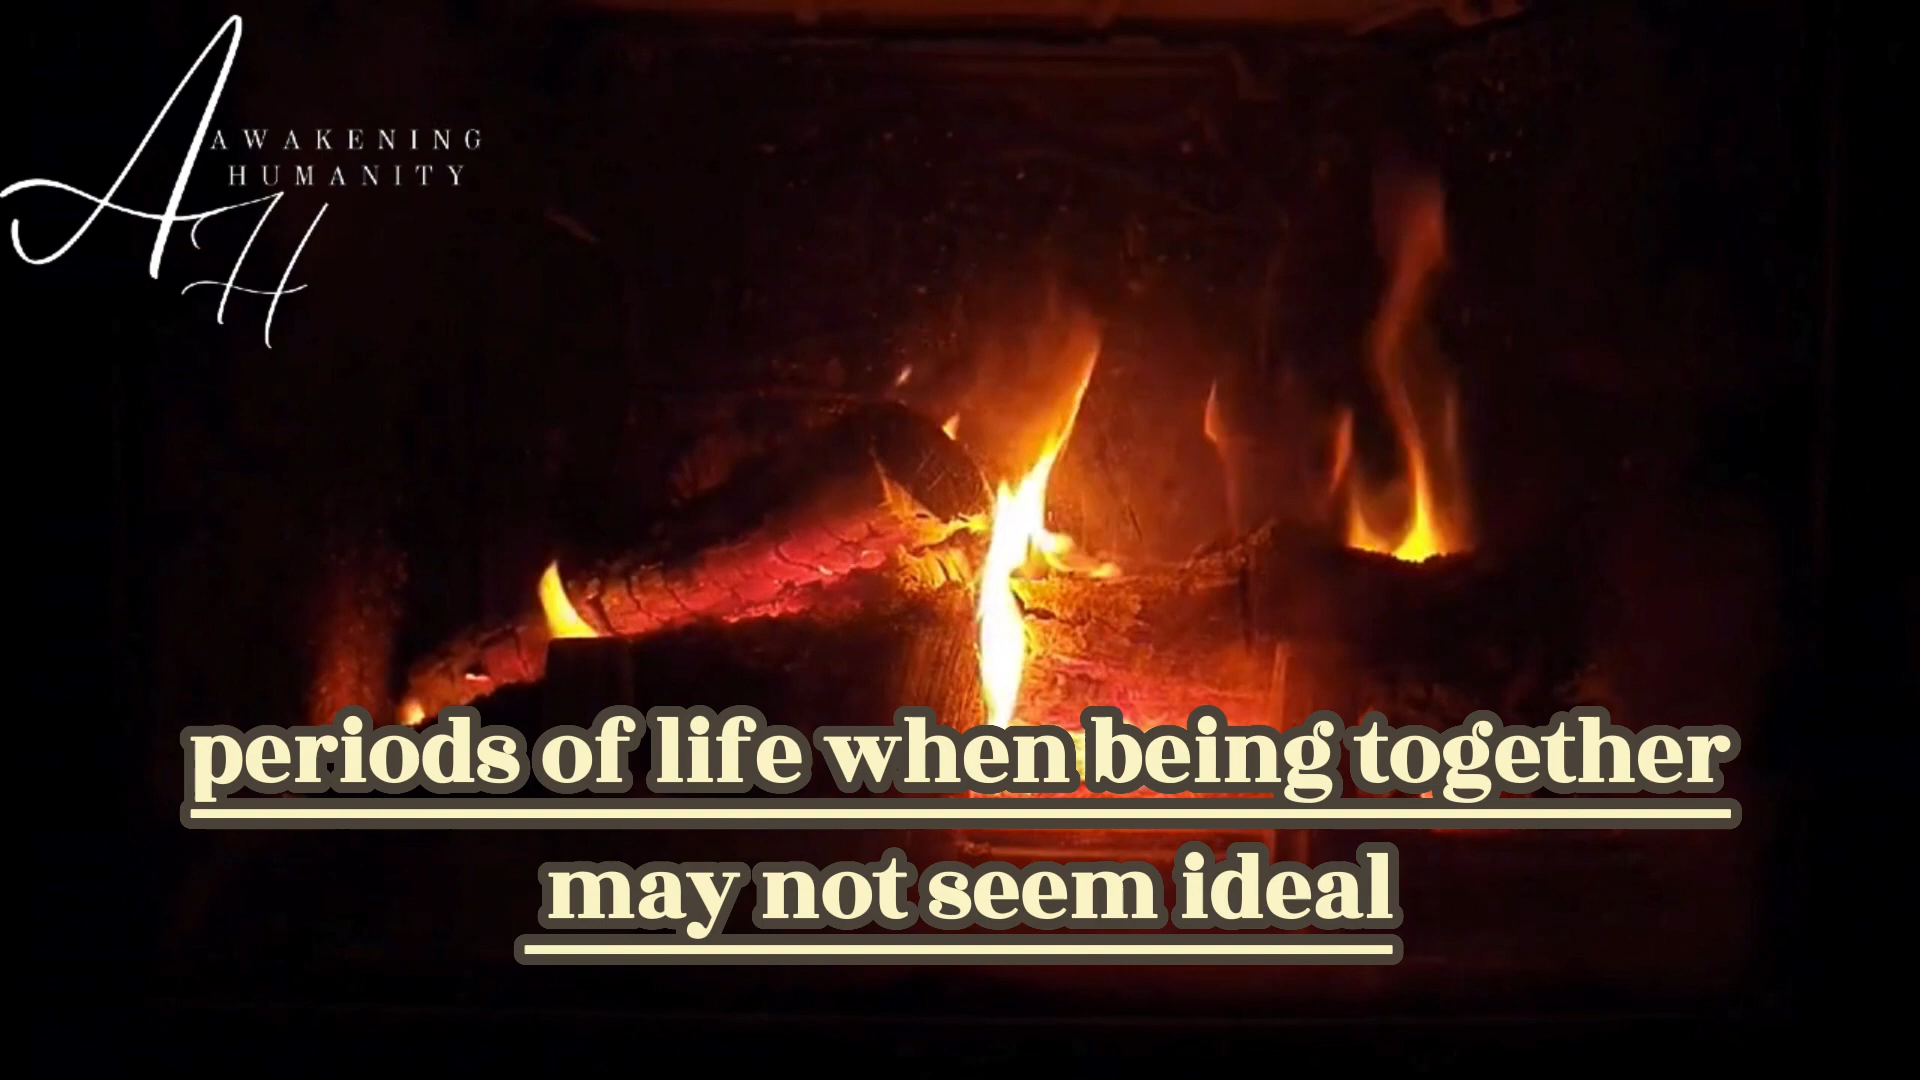 AWAKENING
HUMANITY
AH
periods of life when being together
may not seem ideal